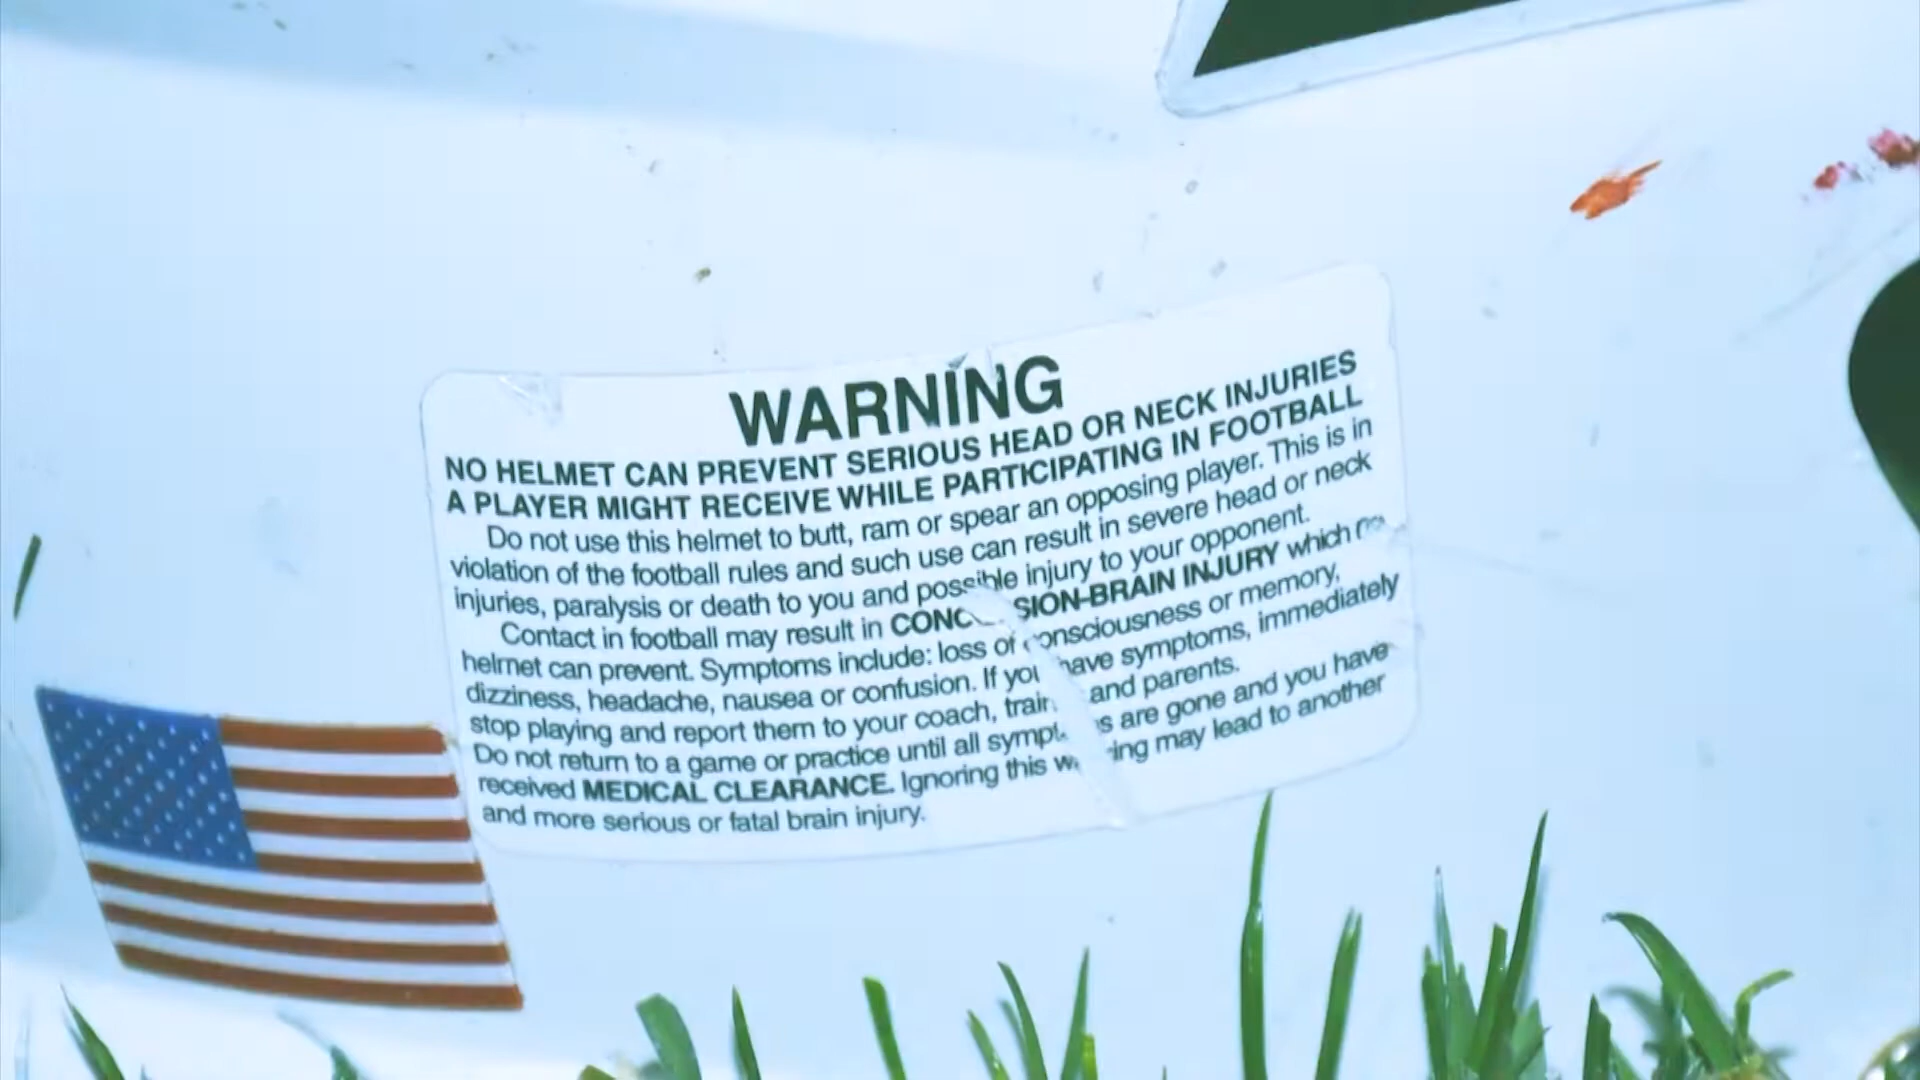 WARNING
NO HELMET CAN PREVENT SERIOUS HEAD OR NECK INJURIES
A PLAYER MIGHT RECEIVE WHILE PARTICIPATING IN FOOTBALL
Do not use this helmet to butt, ram or spear an opposing player. This is in
violation of the football rules and such use can result in severe head or neck
injuries, paralysis or death to you and possible injury to your opponent.
Contact in football may result in CONCUSSION-BRAIN INJURY which no
helmet can prevent. Symptoms include: loss of consciousness or memory,
dizziness, headache, nausea or confusion. If you have symptoms, immediately
stop playing and report them to your coach, and parents.
Do not return to a game or practice until all symptoms are gone and you have
received MEDICAL CLEARANCE. Ignoring this warning may lead to another
and more serious or fatal brain injury.